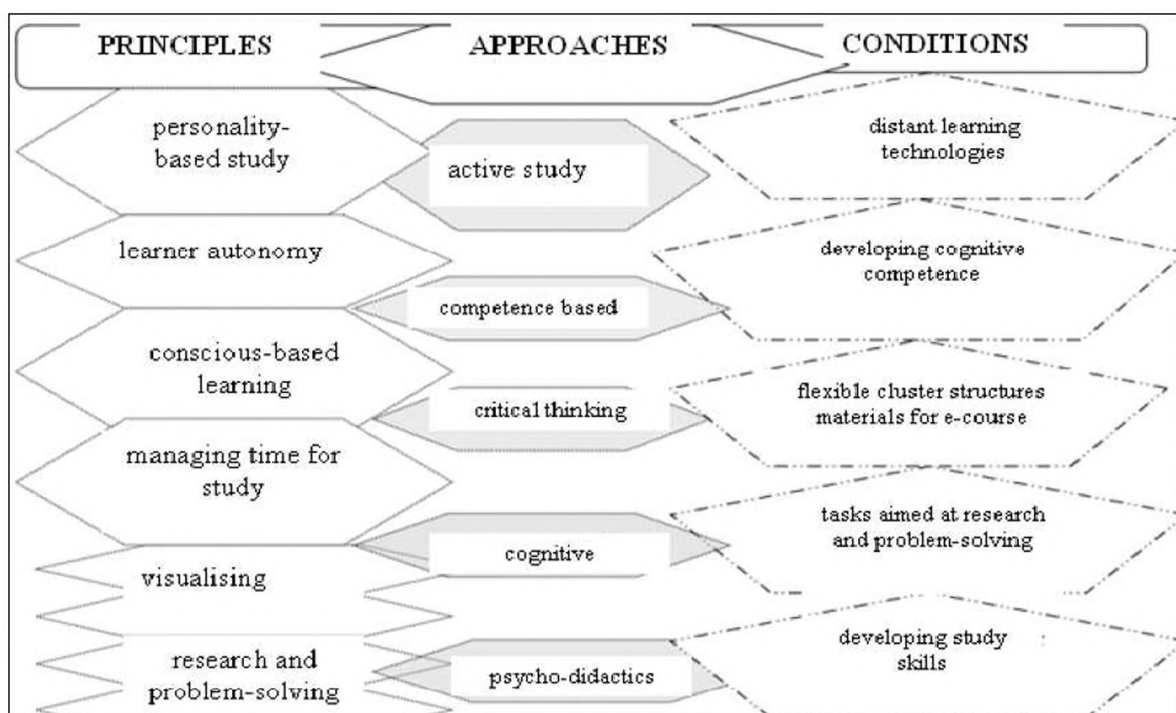 PRINCIPLES
APPROACHES
CONDITIONS
personality-
based study
learner autonomy
conscious-based
learning
managing time for
study
visualising
research and
problem-solving
active study
competence based
critical thinking
cognitive
psycho-didactics
distant learning
technologies
developing cognitive
competence
flexible cluster structures
materials for e-course
tasks aimed at research
and problem-solving
developing study
skills